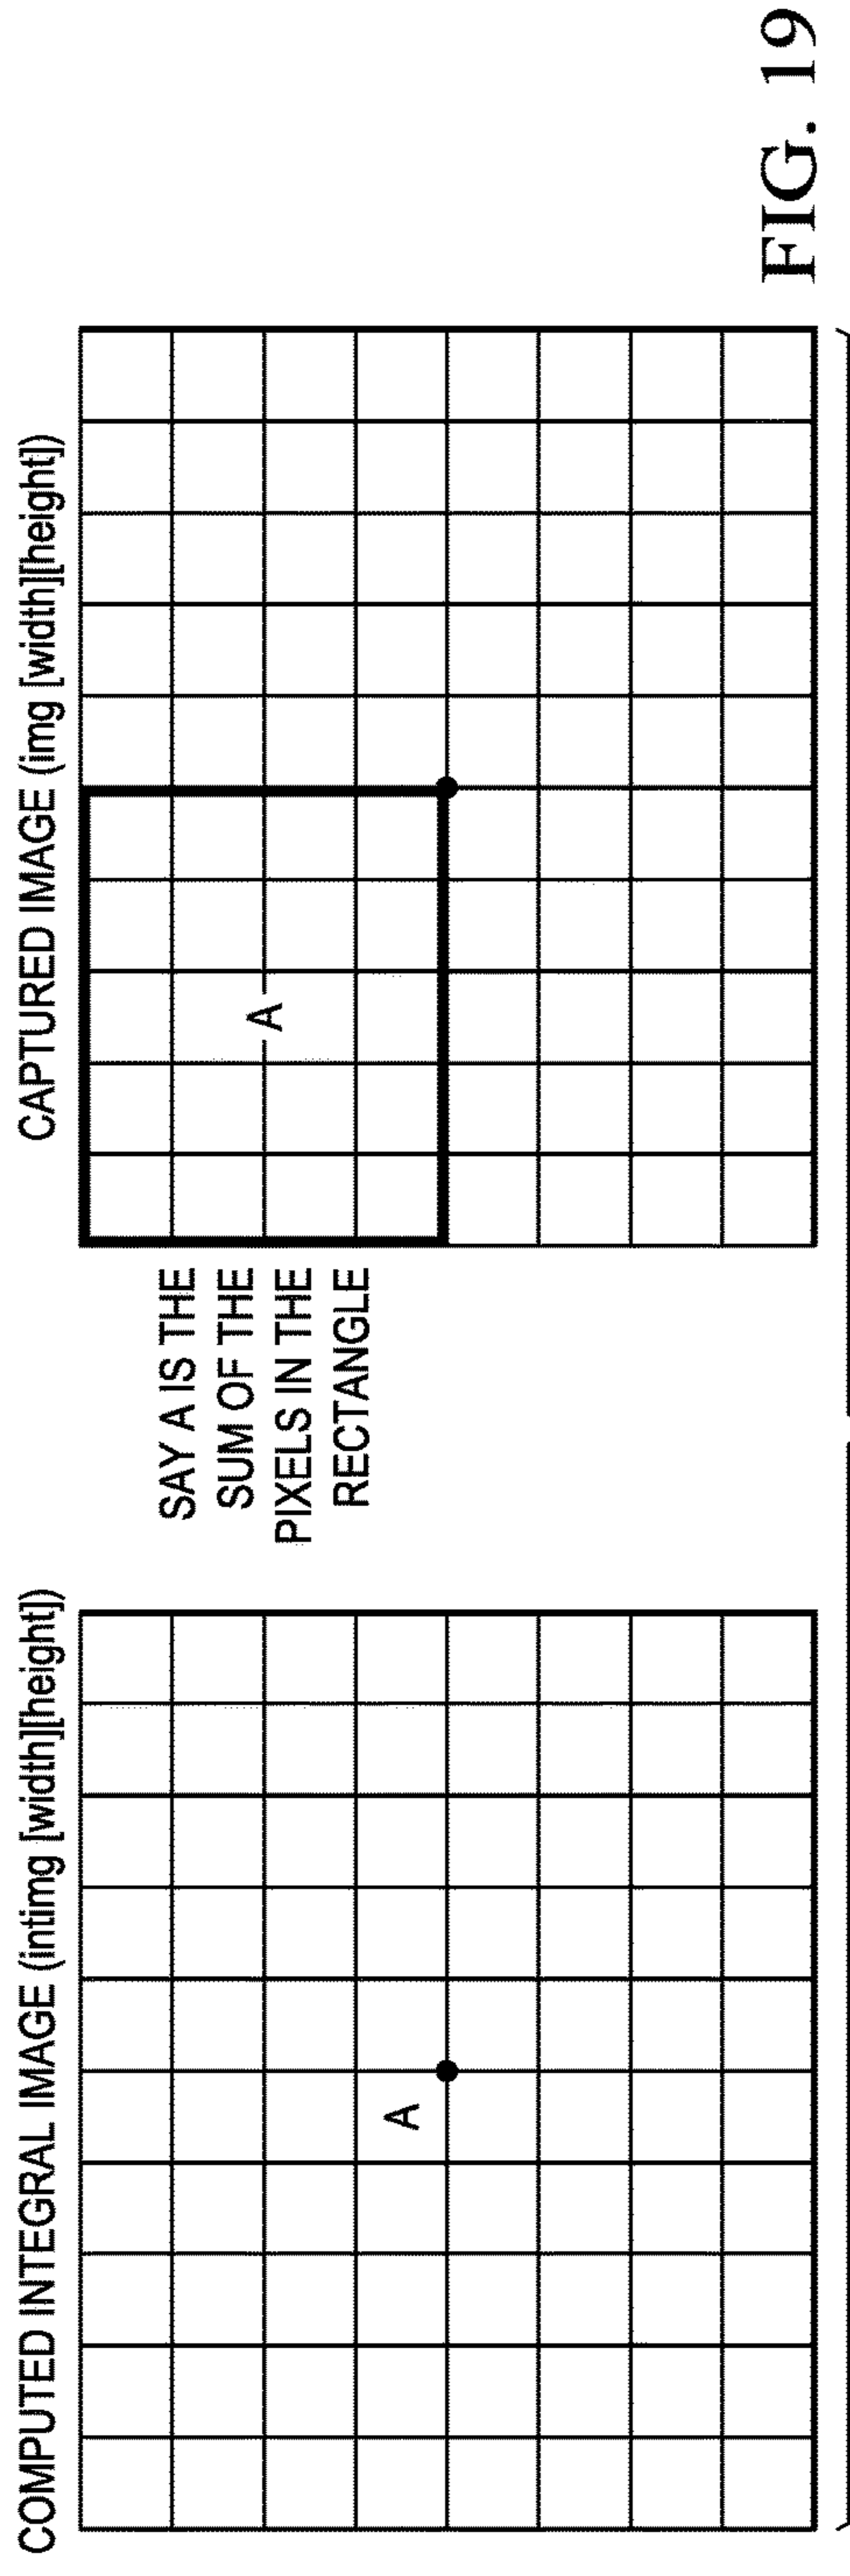 COMPUTED INTEGRAL IMAGE (intimg [width][height])
A
SAY A IS THE
SUM OF THE
PIXELS IN THE
RECTANGLE
CAPTURED IMAGE (img [width][height])
A
FIG. 19